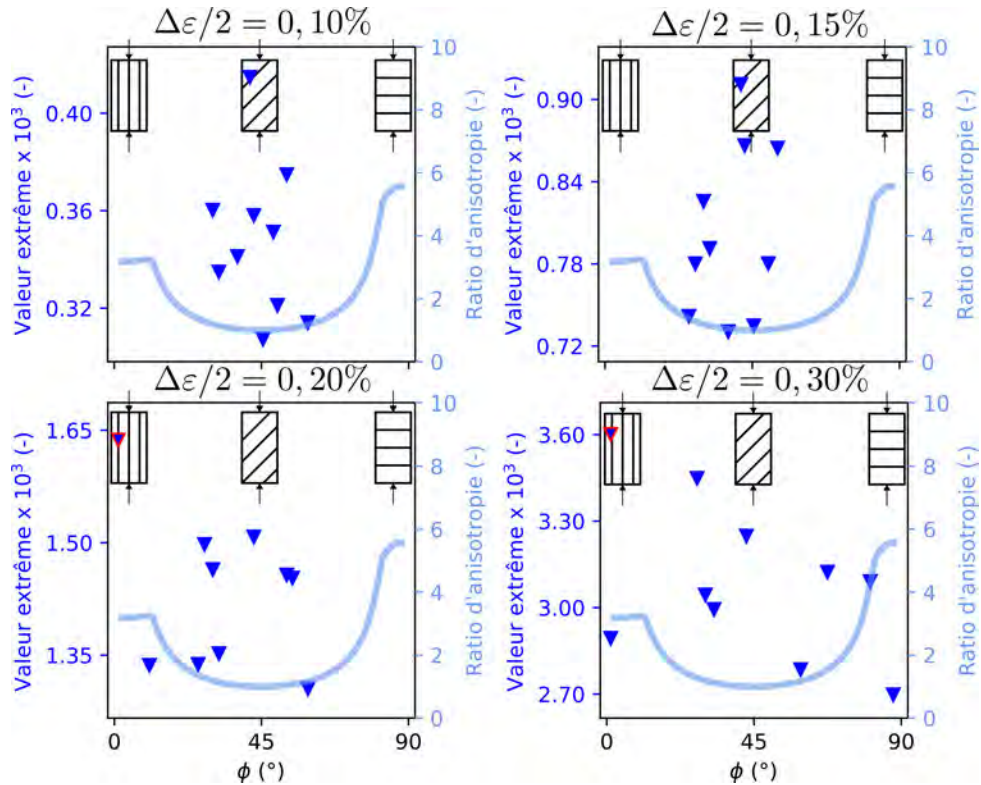 Δε/2 = 0, 10%
Valeur extrême x 10³ (-)
0.40
0.36
0.32
10
8
6
4
2
0
Ratio d'anisotropie (-)
Δε/2 = 0, 15%
Valeur extrême x 10³ (-)
0.90
0.84
0.78
0.72
10
8
6
4
2
0
Ratio d'anisotropie (-)
Δε/2 = 0, 20%
Valeur extrême x 10³ (-)
1.65
1.50
1.35
10
8
6
4
2
0
Ratio d'anisotropie (-)
0 45 90
ϕ (°)
Δε/2 = 0, 30%
Valeur extrême x 10³ (-)
3.60
3.30
3.00
2.70
10
8
6
4
2
0
Ratio d'anisotropie (-)
0 45 90
ϕ (°)